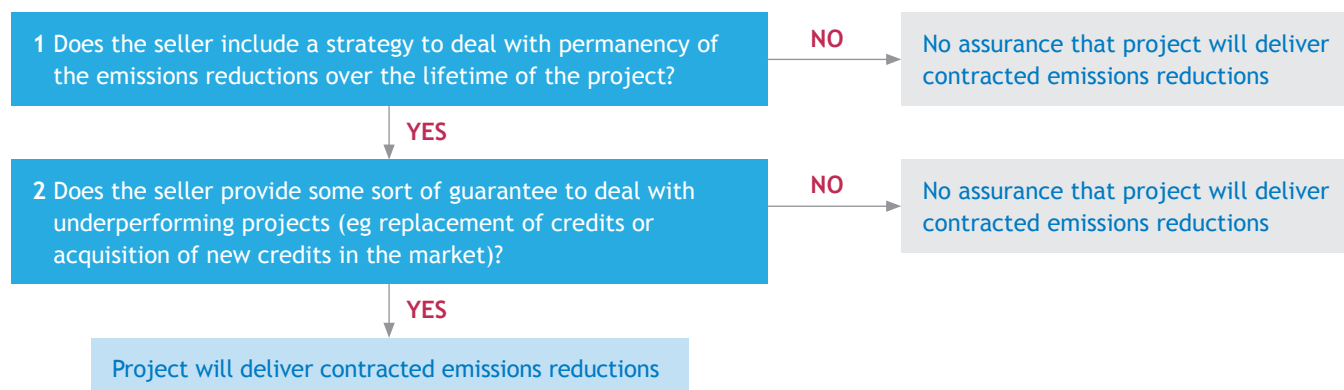 1 Does the seller include a strategy to deal with permanency of
the emissions reductions over the lifetime of the project?
NO
No assurance that project will deliver
contracted emissions reductions
YES
2 Does the seller provide some sort of guarantee to deal with
underperforming projects (eg replacement of credits or
acquisition of new credits in the market)?
NO
No assurance that project will deliver
contracted emissions reductions
YES
Project will deliver contracted emissions reductions